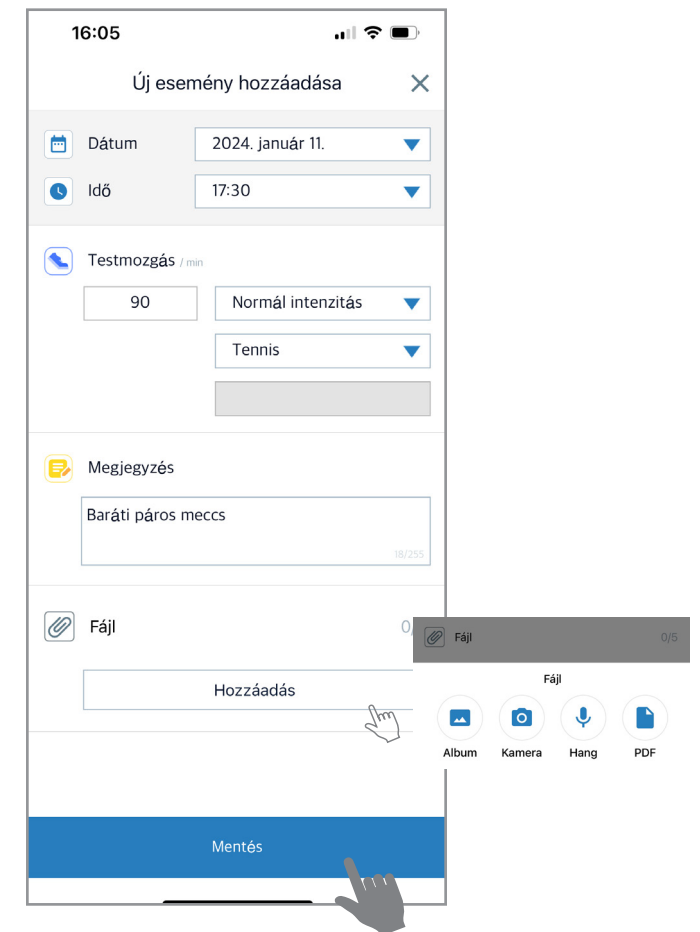 16:05
Új esemény hozzáadása
Dátum 2024. január 11.
Idő 17:30
Testmozgás / min
90 Normál intenzitás
Tennis
Megjegyzés
Baráti páros meccs
18/255
Fájl 0/
Hozzáadás
Fájl 0/5
Fájl
Album Kamera Hang PDF
Mentés